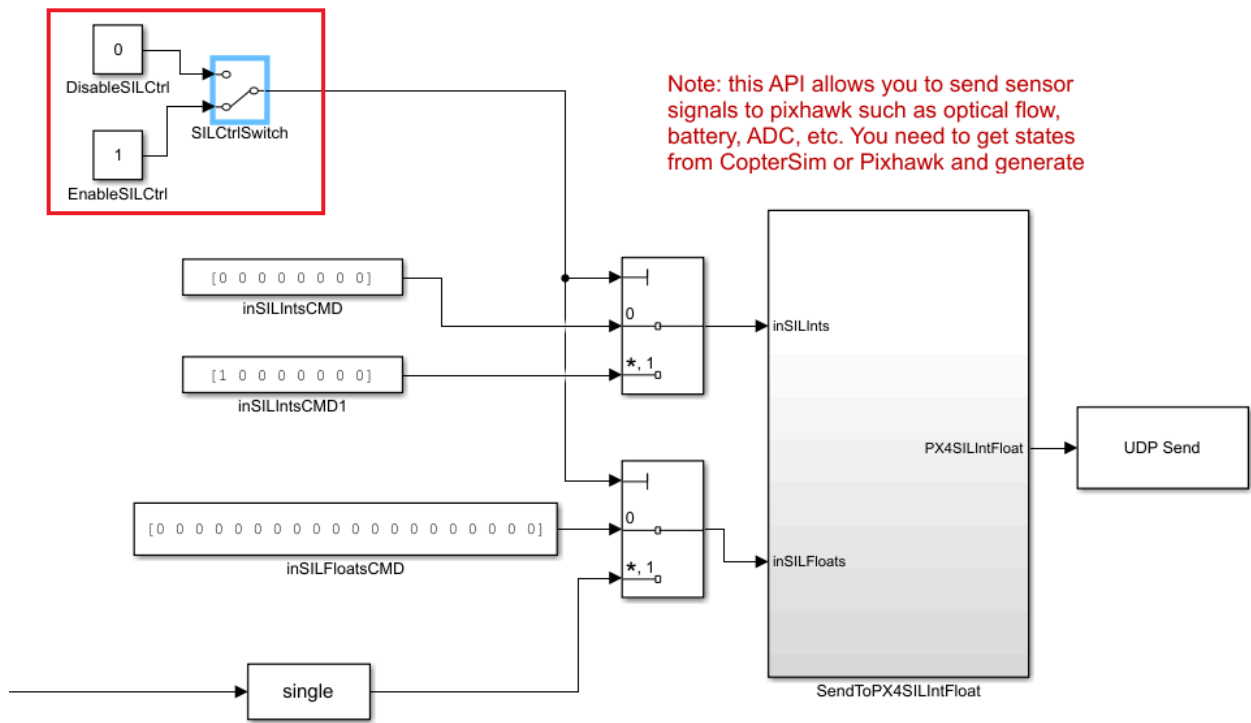 0
DisableSILCtrl
SILCtrlSwitch
1
EnableSILCtrl
Note: this API allows you to send sensor
signals to pixhawk such as optical flow,
battery, ADC, etc. You need to get states
from CopterSim or Pixhawk and generate
[0 0 0 0 0 0 0 0]
inSILIntsCMD
0
*, 1
[1 0 0 0 0 0 0 0]
inSILIntsCMD1
inSILInts
PX4SILIntFloat
UDP Send
[0 0 0 0 0 0 0 0 0 0 0 0 0 0 0 0 0 0 0 0]
inSILFloatsCMD
0
*, 1
inSILFloats
single
SendToPX4SILIntFloat